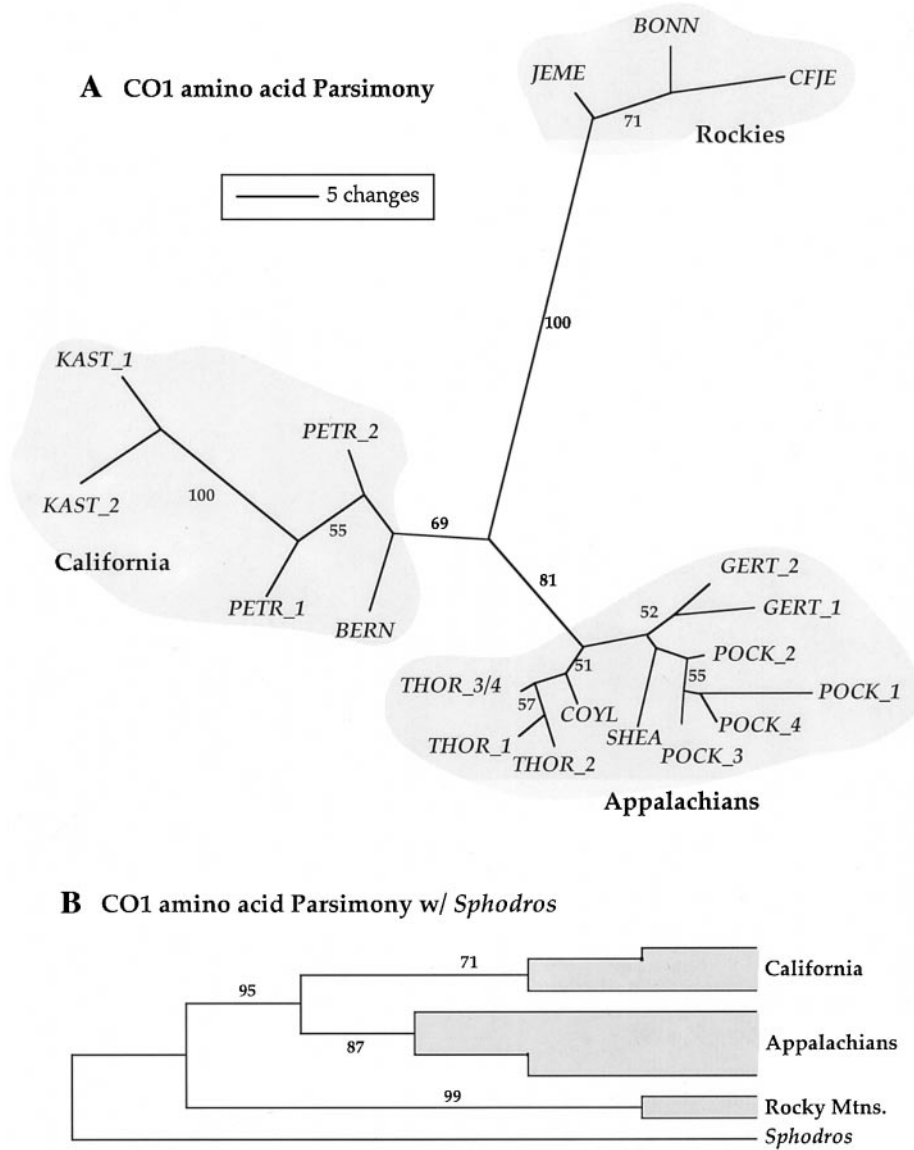 A CO1 amino acid Parsimony
BONN
JEME
CFJE
71
Rockies
5 changes
100
KAST_1
PETR_2
KAST_2
100
55
69
California
PETR_1
BERN
81
GERT_2
52
GERT_1
51
POCK_2
THOR_3/4
55
POCK_1
57
COYL
POCK_4
THOR_1
SHEA
THOR_2
POCK_3
Appalachians
B CO1 amino acid Parsimony w/ Sphodros
71
California
95
87
Appalachians
99
Rocky Mtns.
Sphodros